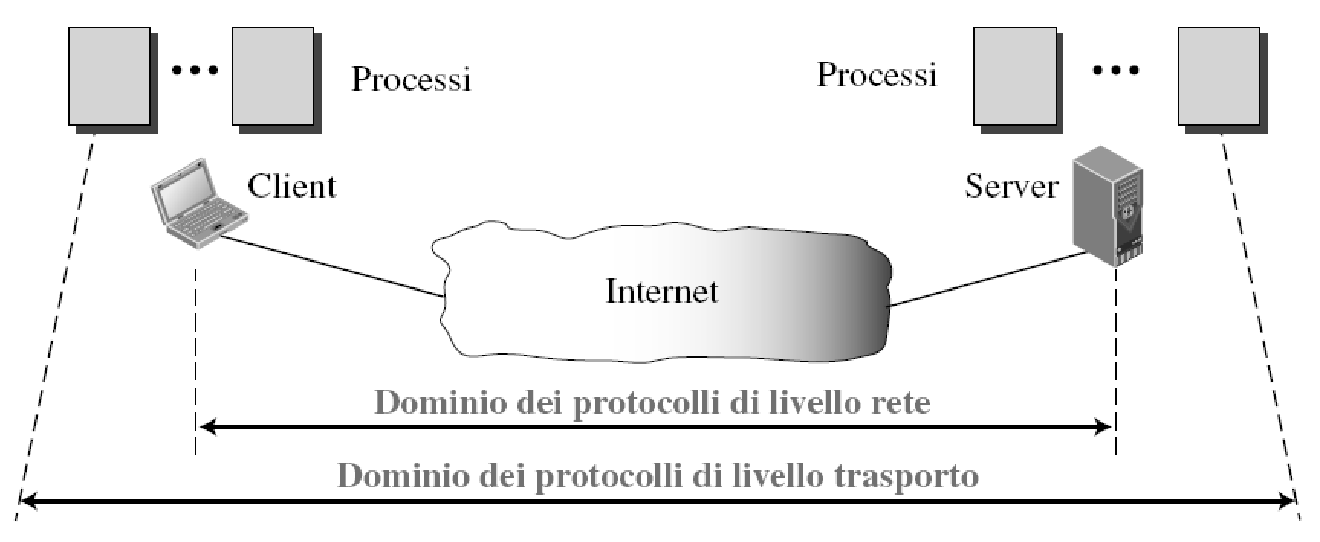 Processi
Processi
Client
Server
Internet
Dominio dei protocolli di livello rete
Dominio dei protocolli di livello trasporto